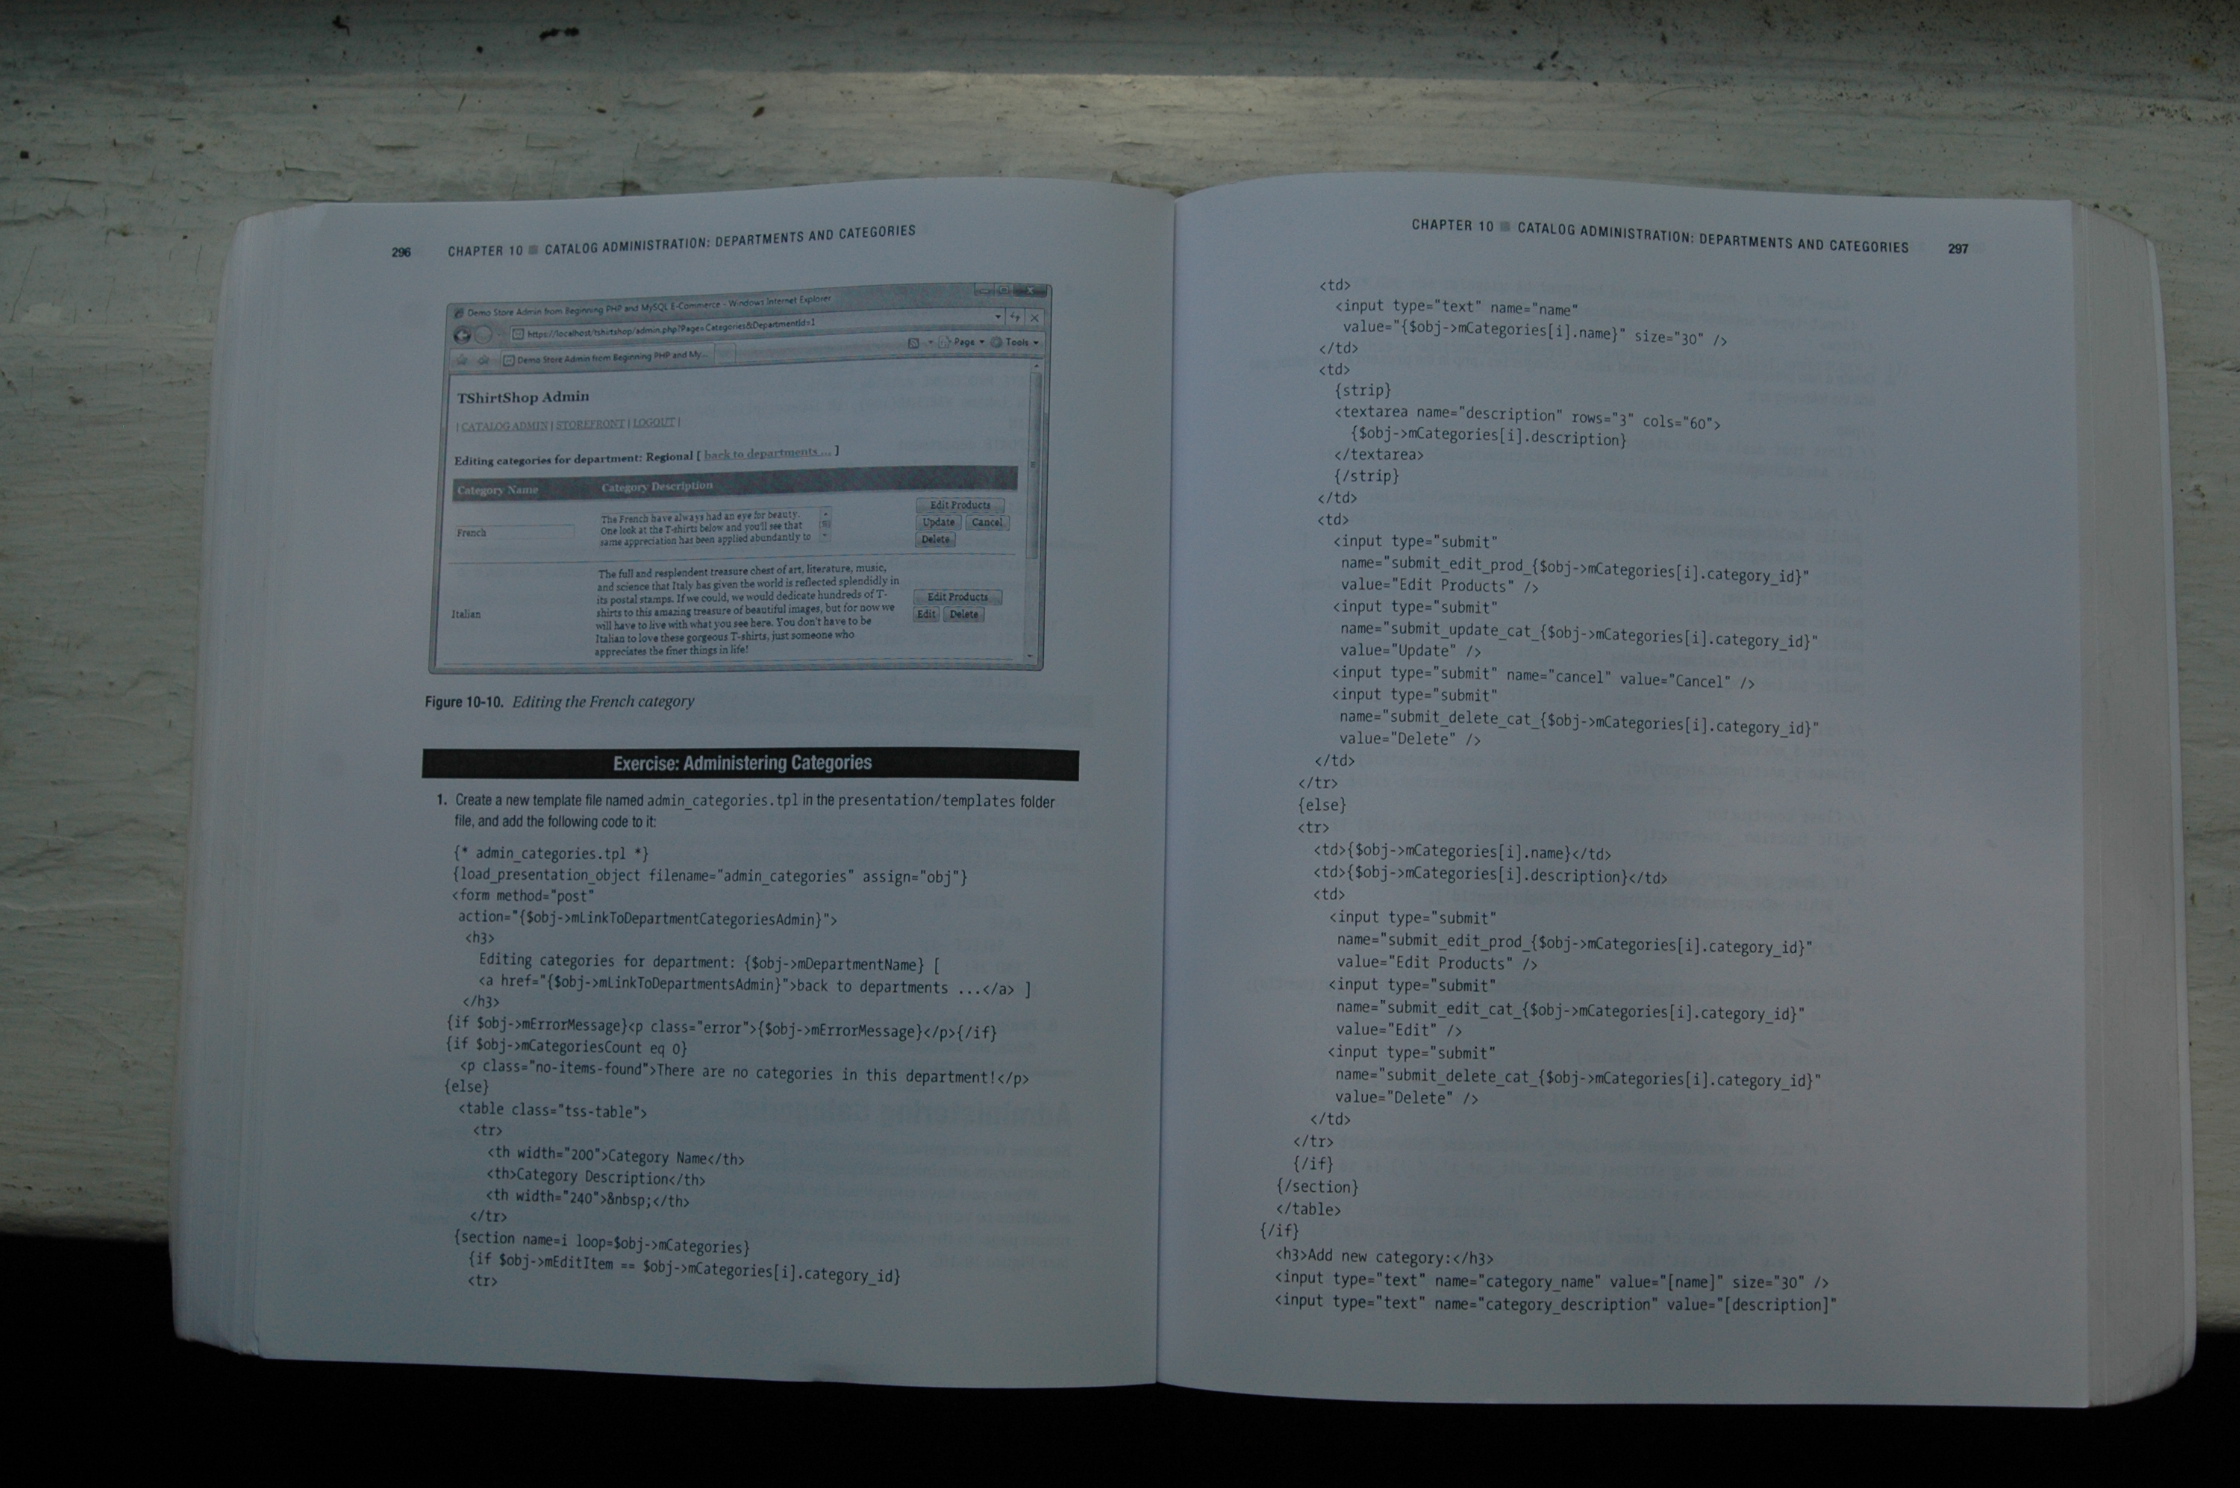 296 CHAPTER 10 ■ CATALOG ADMINISTRATION: DEPARTMENTS AND CATEGORIES
Demo Store Admin from Beginning PHP and MySQL E-Commerce - Windows Internet Explorer
https://localhost/tshirtshop/admin.php?Page=Categories&DepartmentId=1
Demo Store Admin from Beginning PHP and My...
Page Tools
TShirtShop Admin
| CATALOG ADMIN | STOREFRONT | LOGOUT |
Editing categories for department: Regional [ back to departments ... ]
Category Name Category Description
French
The French have always had an eye for beauty.
One look at the T-shirts below and you'll see that
same appreciation has been applied abundantly to
Edit Products
Update Cancel
Delete
Italian
The full and resplendent treasure chest of art, literature, music,
and science that Italy has given the world is reflected splendidly in
its postal stamps. If we could, we would dedicate hundreds of T-
shirts to this amazing treasure of beautiful images, but for now we
will have to live with what you see here. You don't have to be
Italian to love these gorgeous T-shirts, just someone who
appreciates the finer things in life!
Edit Products
Edit Delete
Figure 10-10. Editing the French category
Exercise: Administering Categories
1. Create a new template file named admin_categories.tpl in the presentation/templates folder
file, and add the following code to it:
{* admin_categories.tpl *}
{load_presentation_object filename="admin_categories" assign="obj"}
<form method="post"
action="{$obj->mLinkToDepartmentCategoriesAdmin}">
<h3>
Editing categories for department: {$obj->mDepartmentName} [
<a href="{$obj->mLinkToDepartmentsAdmin}">back to departments ...</a> ]
</h3>
{if $obj->mErrorMessage}<p class="error">{$obj->mErrorMessage}</p>{/if}
{if $obj->mCategoriesCount eq 0}
<p class="no-items-found">There are no categories in this department!</p>
{else}
<table class="tss-table">
<tr>
<th width="200">Category Name</th>
<th>Category Description</th>
<th width="240">&nbsp;</th>
</tr>
{section name=i loop=$obj->mCategories}
{if $obj->mEditItem == $obj->mCategories[i].category_id}
<tr>
CHAPTER 10 ■ CATALOG ADMINISTRATION: DEPARTMENTS AND CATEGORIES 297
<td>
<input type="text" name="name"
value="{$obj->mCategories[i].name}" size="30" />
</td>
<td>
{strip}
<textarea name="description" rows="3" cols="60">
{$obj->mCategories[i].description}
</textarea>
{/strip}
</td>
<td>
<input type="submit"
name="submit_edit_prod_{$obj->mCategories[i].category_id}"
value="Edit Products" />
<input type="submit"
name="submit_update_cat_{$obj->mCategories[i].category_id}"
value="Update" />
<input type="submit" name="cancel" value="Cancel" />
<input type="submit"
name="submit_delete_cat_{$obj->mCategories[i].category_id}"
value="Delete" />
</td>
</tr>
{else}
<tr>
<td>{$obj->mCategories[i].name}</td>
<td>{$obj->mCategories[i].description}</td>
<td>
<input type="submit"
name="submit_edit_prod_{$obj->mCategories[i].category_id}"
value="Edit Products" />
<input type="submit"
name="submit_edit_cat_{$obj->mCategories[i].category_id}"
value="Edit" />
<input type="submit"
name="submit_delete_cat_{$obj->mCategories[i].category_id}"
value="Delete" />
</td>
</tr>
{/if}
{/section}
</table>
{/if}
<h3>Add new category:</h3>
<input type="text" name="category_name" value="[name]" size="30" />
<input type="text" name="category_description" value="[description]"